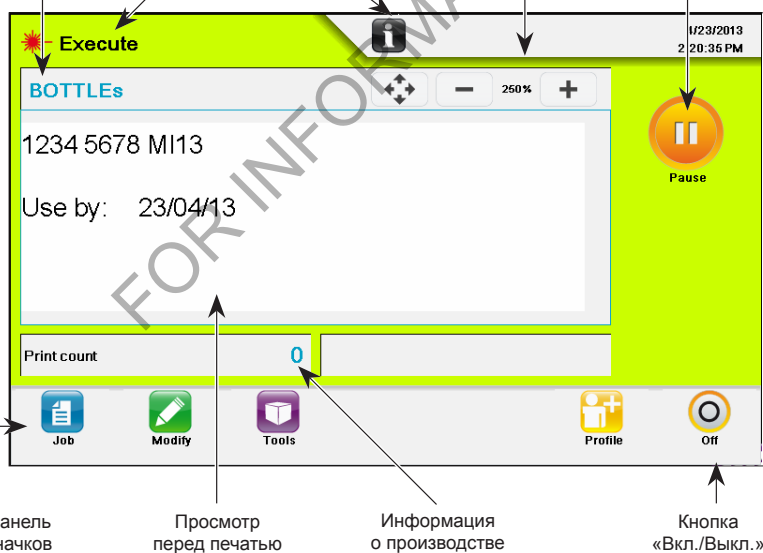 Execute
/23/2013
2:20:35 PM
BOTTLEs
250%
1234 5678 MI13
Use by: 23/04/13
Pause
Print count 0
Job Modify Tools Profile Off
анель
начков
Просмотр
перед печатью
Информация
о производстве
Кнопка
«Вкл./Выкл.»
FOR INFORMA